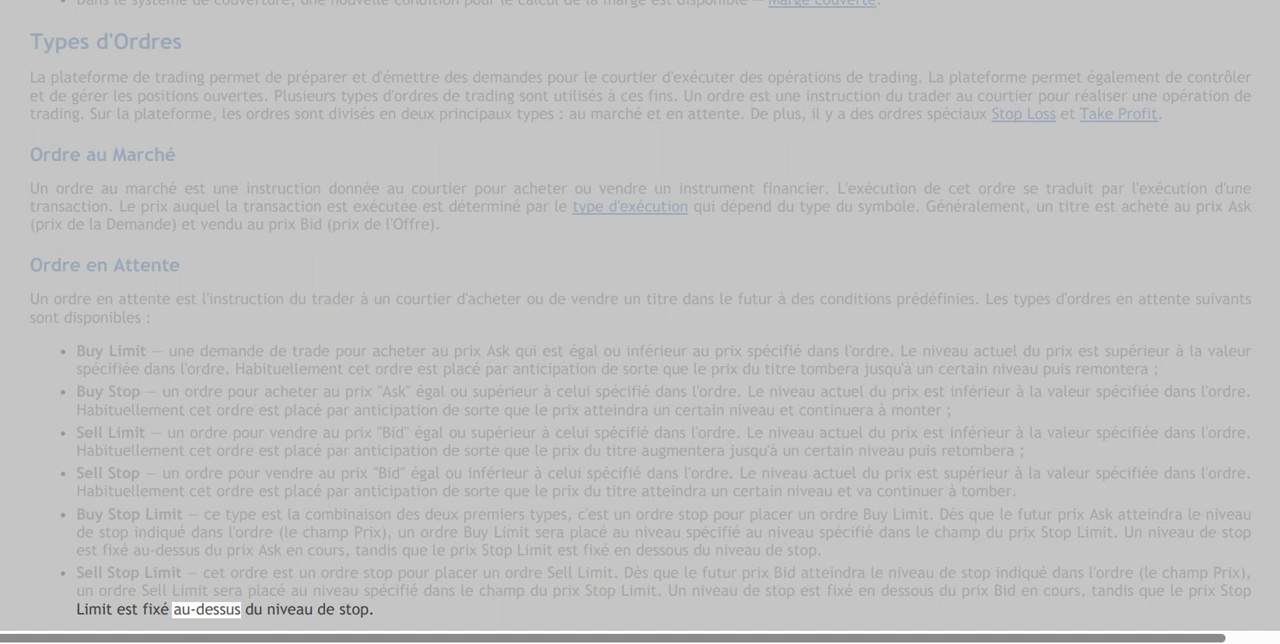 Dans le système de couverture, une nouvelle condition pour le calcul de la marge est disponible — Marge couverte.
Types d'Ordres
La plateforme de trading permet de préparer et d'émettre des demandes pour le courtier d'exécuter des opérations de trading. La plateforme permet également de contrôler
et de gérer les positions ouvertes. Plusieurs types d'ordres de trading sont utilisés à ces fins. Un ordre est une instruction du trader au courtier pour réaliser une opération de
trading. Sur la plateforme, les ordres sont divisés en deux principaux types : au marché et en attente. De plus, il y a des ordres spéciaux Stop Loss et Take Profit.
Ordre au Marché
Un ordre au marché est une instruction donnée au courtier pour acheter ou vendre un instrument financier. L'exécution de cet ordre se traduit par l'exécution d'une
transaction. Le prix auquel la transaction est exécutée est déterminé par le type d'exécution qui dépend du type du symbole. Généralement, un titre est acheté au prix Ask
(prix de la Demande) et vendu au prix Bid (prix de l'Offre).
Ordre en Attente
Un ordre en attente est l'instruction du trader à un courtier d'acheter ou de vendre un titre dans le futur à des conditions prédéfinies. Les types d'ordres en attente suivants
sont disponibles :
• Buy Limit — une demande de trade pour acheter au prix Ask qui est égal ou inférieur au prix spécifié dans l'ordre. Le niveau actuel du prix est supérieur à la valeur
spécifiée dans l'ordre. Habituellement cet ordre est placé par anticipation de sorte que le prix du titre tombera jusqu'à un certain niveau puis remontera ;
• Buy Stop — un ordre pour acheter au prix "Ask" égal ou supérieur à celui spécifié dans l'ordre. Le niveau actuel du prix est inférieur à la valeur spécifiée dans l'ordre.
Habituellement cet ordre est placé par anticipation de sorte que le prix atteindra un certain niveau et continuera à monter ;
• Sell Limit — un ordre pour vendre au prix "Bid" égal ou supérieur à celui spécifié dans l'ordre. Le niveau actuel du prix est inférieur à la valeur spécifiée dans l'ordre.
Habituellement cet ordre est placé par anticipation de sorte que le prix du titre augmentera jusqu'à un certain niveau puis retombera ;
• Sell Stop — un ordre pour vendre au prix "Bid" égal ou inférieur à celui spécifié dans l'ordre. Le niveau actuel du prix est supérieur à la valeur spécifiée dans l'ordre.
Habituellement cet ordre est placé par anticipation de sorte que le prix du titre atteindra un certain niveau et va continuer à tomber.
• Buy Stop Limit — ce type est la combinaison des deux premiers types, c'est un ordre stop pour placer un ordre Buy Limit. Dès que le futur prix Ask atteindra le niveau
de stop indiqué dans l'ordre (le champ Prix), un ordre Buy Limit sera placé au niveau spécifié au niveau spécifié dans le champ du prix Stop Limit. Un niveau de stop
est fixé au-dessus du prix Ask en cours, tandis que le prix Stop Limit est fixé en dessous du niveau de stop.
• Sell Stop Limit — cet ordre est un ordre stop pour placer un ordre Sell Limit. Dès que le futur prix Bid atteindra le niveau de stop indiqué dans l'ordre (le champ Prix),
un ordre Sell Limit sera placé au niveau spécifié dans le champ du prix Stop Limit. Un niveau de stop est fixé en dessous du prix Bid en cours, tandis que le prix Stop
Limit est fixé au-dessus du niveau de stop.